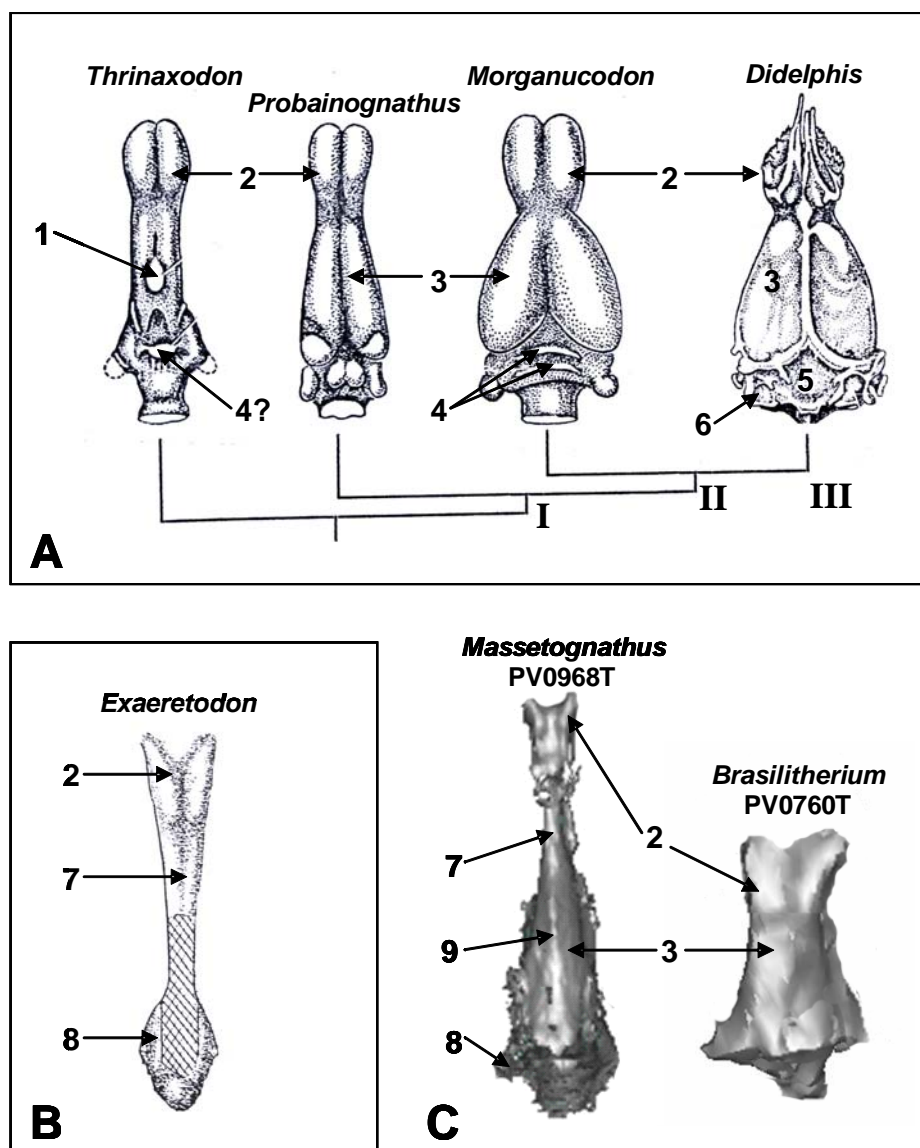 Thrinaxodon
Probainognathus
Morganucodon
Didelphis
2
2
1
3
3
4?
4
5
6
I
II
III
A
Exaeretodon
2
7
8
B
Massetognathus
PV0968T
Brasilitherium
PV0760T
2
7
9
3
8
C